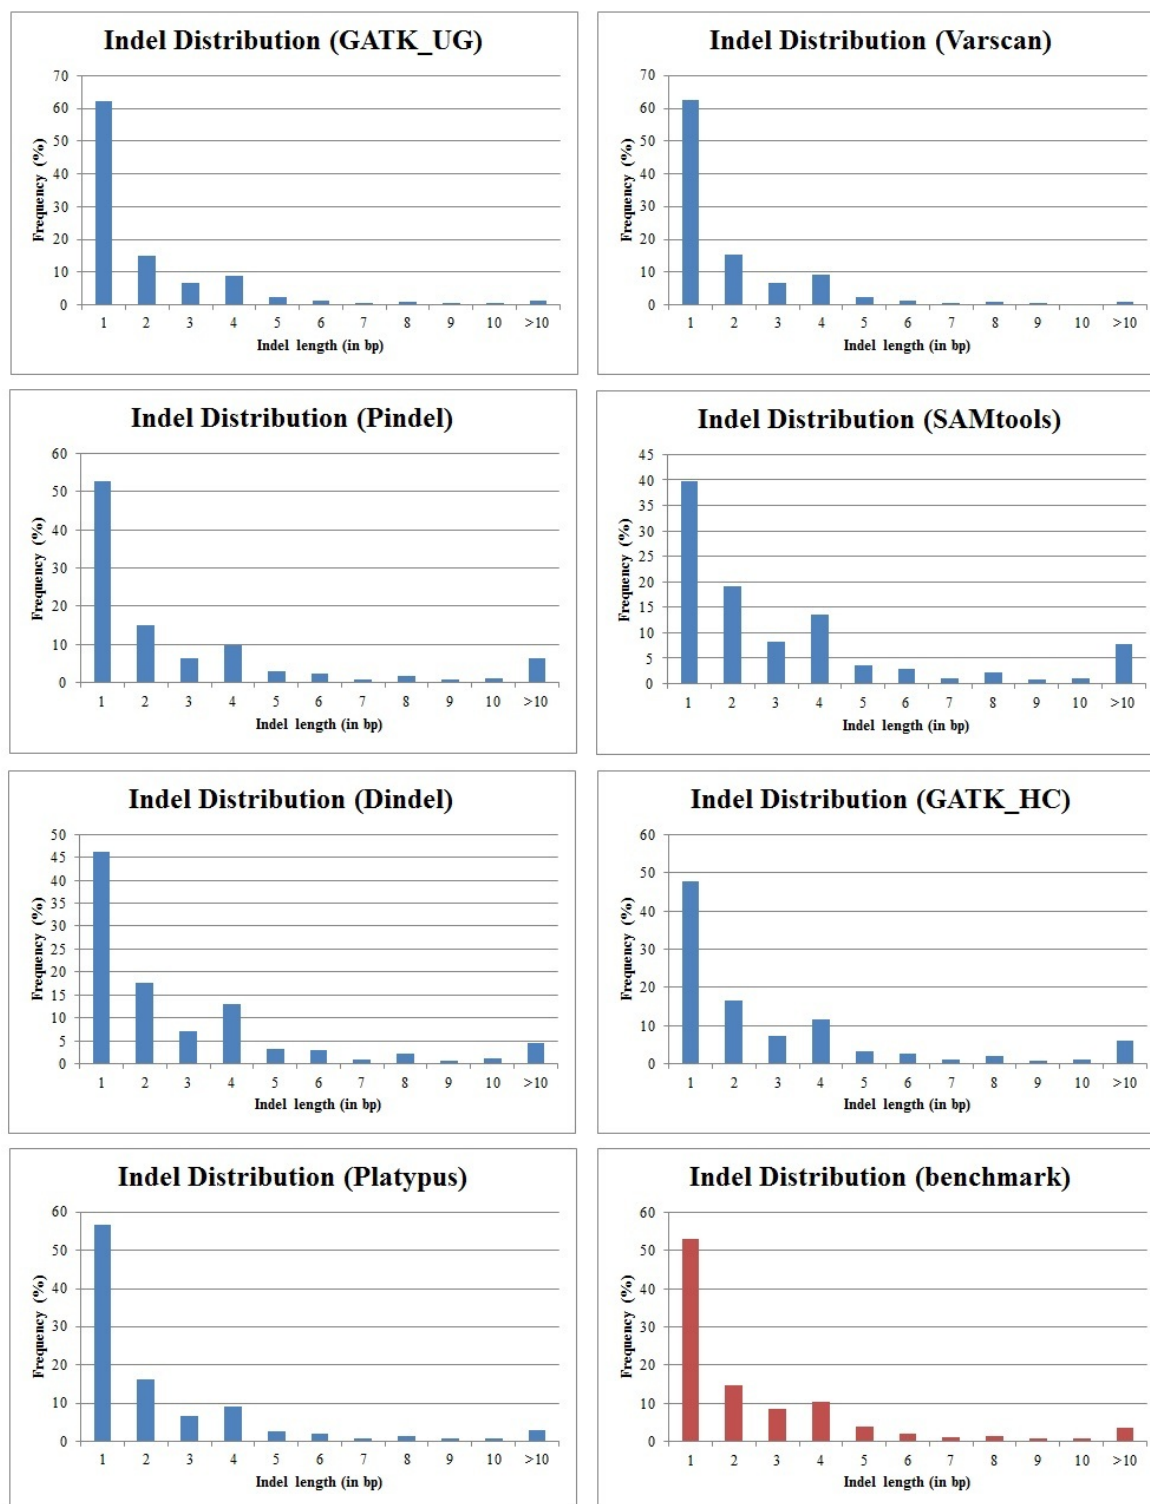 Indel Distribution (GATK_UG)
Frequency (%)
70
60
50
40
30
20
10
0
1 2 3 4 5 6 7 8 9 10 >10
Indel length (in bp)
Indel Distribution (Varscan)
Frequency (%)
70
60
50
40
30
20
10
0
1 2 3 4 5 6 7 8 9 10 >10
Indel length (in bp)
Indel Distribution (Pindel)
Frequency (%)
60
50
40
30
20
10
0
1 2 3 4 5 6 7 8 9 10 >10
Indel length (in bp)
Indel Distribution (SAMtools)
Frequency (%)
45
40
35
30
25
20
15
10
5
0
1 2 3 4 5 6 7 8 9 10 >10
Indel length (in bp)
Indel Distribution (Dindel)
Frequency (%)
50
45
40
35
30
25
20
15
10
5
0
1 2 3 4 5 6 7 8 9 10 >10
Indel length (in bp)
Indel Distribution (GATK_HC)
Frequency (%)
60
50
40
30
20
10
0
1 2 3 4 5 6 7 8 9 10 >10
Indel length (in bp)
Indel Distribution (Platypus)
Frequency (%)
60
50
40
30
20
10
0
1 2 3 4 5 6 7 8 9 10 >10
Indel length (in bp)
Indel Distribution (benchmark)
Frequency (%)
60
50
40
30
20
10
0
1 2 3 4 5 6 7 8 9 10 >10
Indel length (in bp)